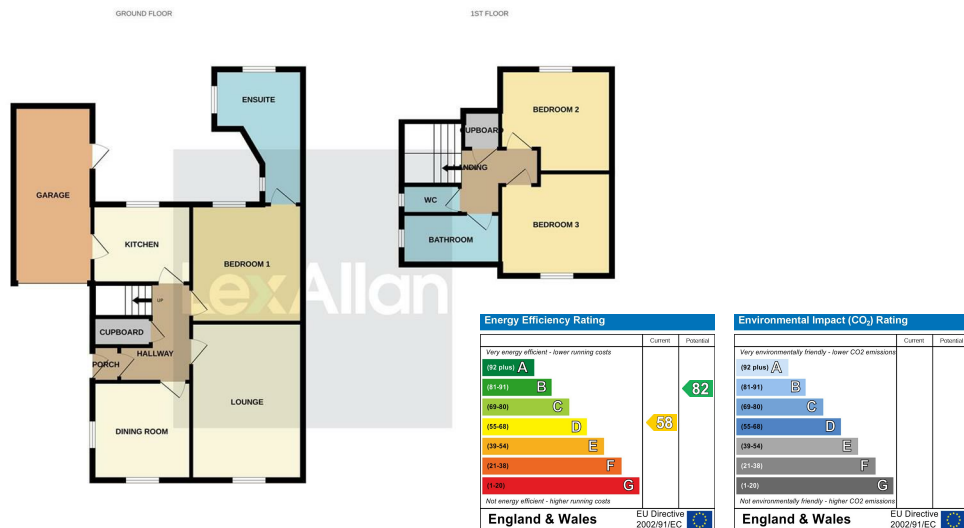 GROUND FLOOR
1ST FLOOR
ENSUITE
GARAGE
KITCHEN
BEDROOM 1
UP
CUPBOARD
PORCH
HALLWAY
LOUNGE
DINING ROOM
BEDROOM 2
CUPBOARD
LANDING
WC
BATHROOM
BEDROOM 3
LexAllan
Energy Efficiency Rating
Current Potential
Very energy efficient - lower running costs
(92 plus) A
(81-91) B
(69-80) C
(55-68) D
(39-54) E
(21-38) F
(1-20) G
82
58
Not energy efficient - higher running costs
England & Wales
EU Directive
2002/91/EC
Environmental Impact (CO₂) Rating
Current Potential
Very environmentally friendly - lower CO2 emissions
(92 plus) A
(81-91) B
(69-80) C
(55-68) D
(39-54) E
(21-38) F
(1-20) G
Not environmentally friendly - higher CO2 emissions
England & Wales
EU Directive
2002/91/EC